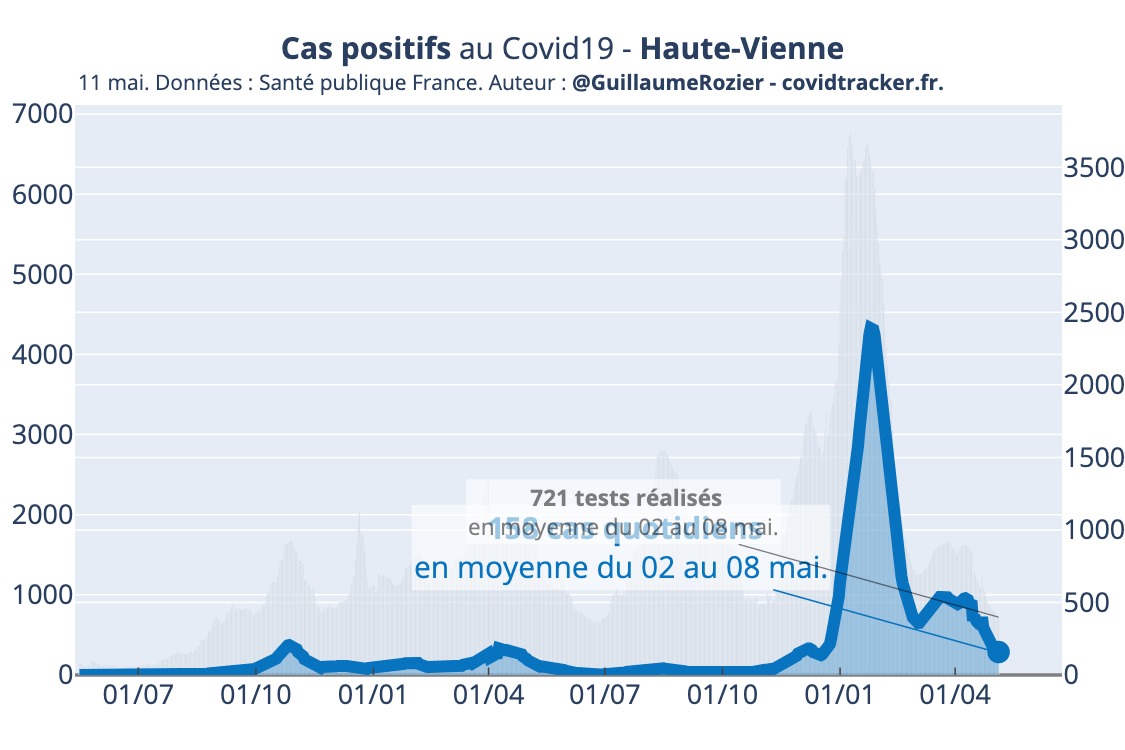 Cas positifs au Covid19 - Haute-Vienne
11 mai. Données : Santé publique France. Auteur : @GuillaumeRozier - covidtracker.fr.
7000
6000
5000
4000
3000
2000
1000
0
3500
3000
2500
2000
1500
1000
500
0
721 tests réalisés
en moyenne du 02 au 08 mai.
158 cas quotidiens
en moyenne du 02 au 08 mai.
01/07 01/10 01/01 01/04 01/07 01/10 01/01 01/04